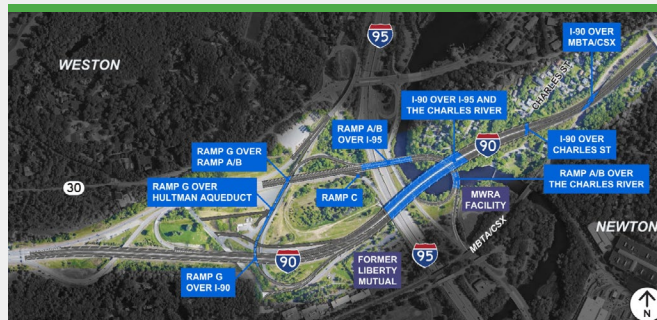 I-90 OVER
MBTA/CSX
95
WESTON
CHARLES ST
I-90 OVER I-95 AND
THE CHARLES RIVER
90
RAMP A/B
OVER I-95
RAMP G OVER
RAMP A/B
I-90 OVER
CHARLES ST
30
RAMP G OVER
HULTMAN AQUEDUCT
RAMP C
MWRA
FACILITY
RAMP A/B OVER
THE CHARLES RIVER
NEWTON
MBTA/CSX
90
FORMER
LIBERTY
MUTUAL
95
RAMP G
OVER I-90
N